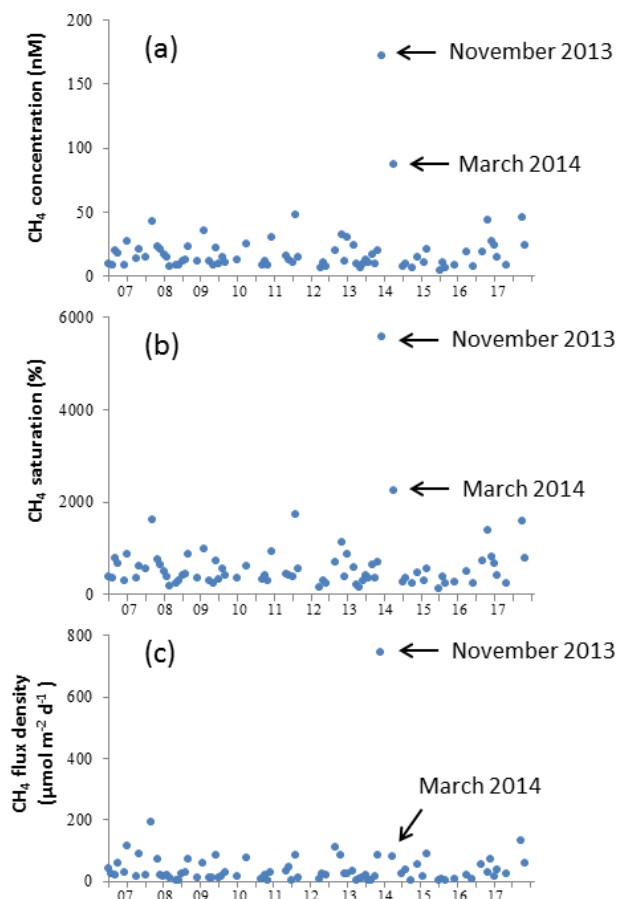 CH₄ concentration (nM)
200
150
100
50
0
(a)
November 2013
March 2014
07 08 09 10 11 12 13 14 15 16 17
CH₄ saturation (%)
6000
4000
2000
0
(b)
November 2013
March 2014
07 08 09 10 11 12 13 14 15 16 17
CH₄ flux density
(μmol m⁻² d⁻¹)
800
600
400
200
0
(c)
November 2013
March 2014
07 08 09 10 11 12 13 14 15 16 17